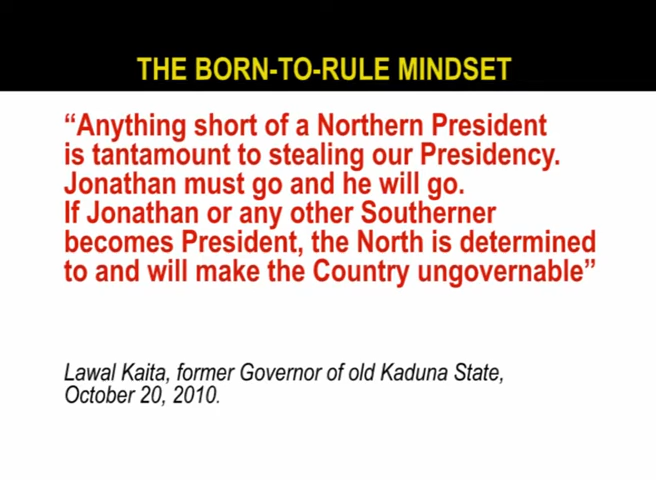 THE BORN-TO-RULE MINDSET
“Anything short of a Northern President
is tantamount to stealing our Presidency.
Jonathan must go and he will go.
If Jonathan or any other Southerner
becomes President, the North is determined
to and will make the Country ungovernable”
Lawal Kaita, former Governor of old Kaduna State,
October 20, 2010.